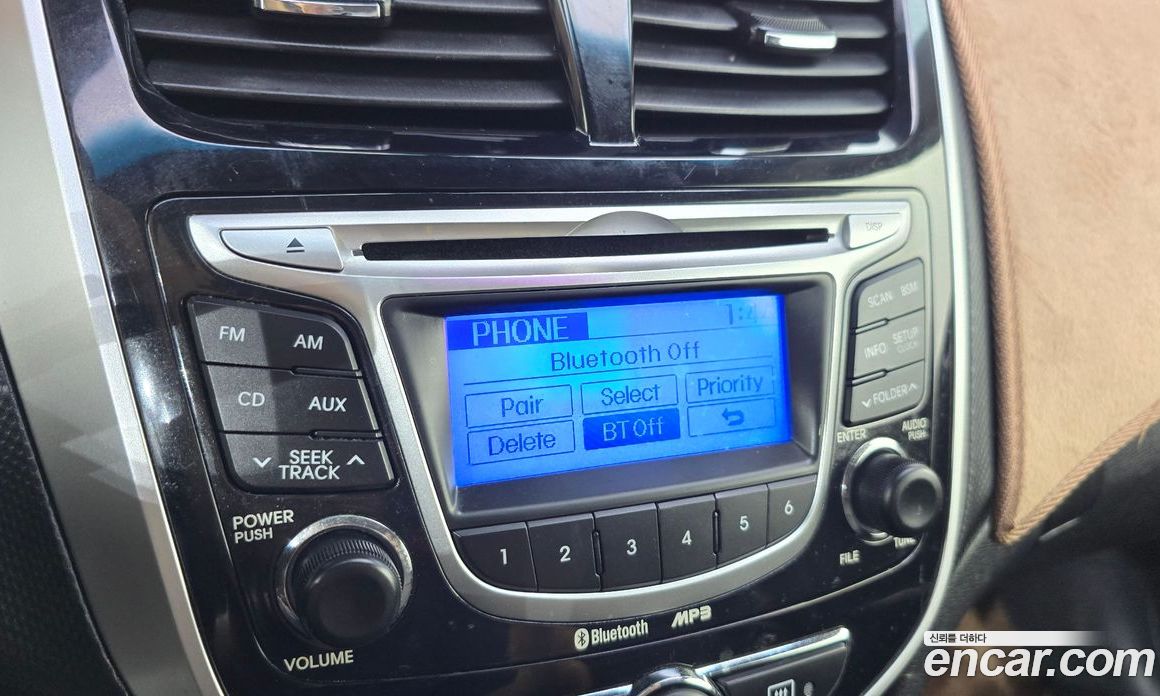 DISP
FM
AM
CD
AUX
SEEK
TRACK
PHONE
Bluetooth Off
Pair
Select
Priority
Delete
BT Off
SCAN
BSM
INFO
SETUP
CLOCK
FOLDER
ENTER
AUDIO
PUSH
POWER
PUSH
1
2
3
4
5
6
FILE
TUNE
Bluetooth
MP3
VOLUME
신뢰를 더하다
encar.com